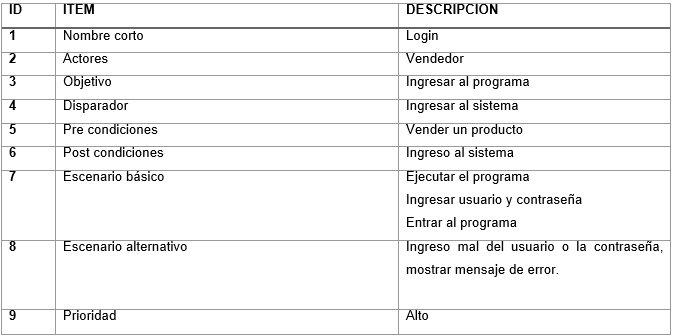 ID ITEM DESCRIPCION
1 Nombre corto Login
2 Actores Vendedor
3 Objetivo Ingresar al programa
4 Disparador Ingresar al sistema
5 Pre condiciones Vender un producto
6 Post condiciones Ingreso al sistema
7 Escenario básico Ejecutar el programa
Ingresar usuario y contraseña
Entrar al programa
8 Escenario alternativo Ingreso mal del usuario o la contraseña,
mostrar mensaje de error.
9 Prioridad Alto